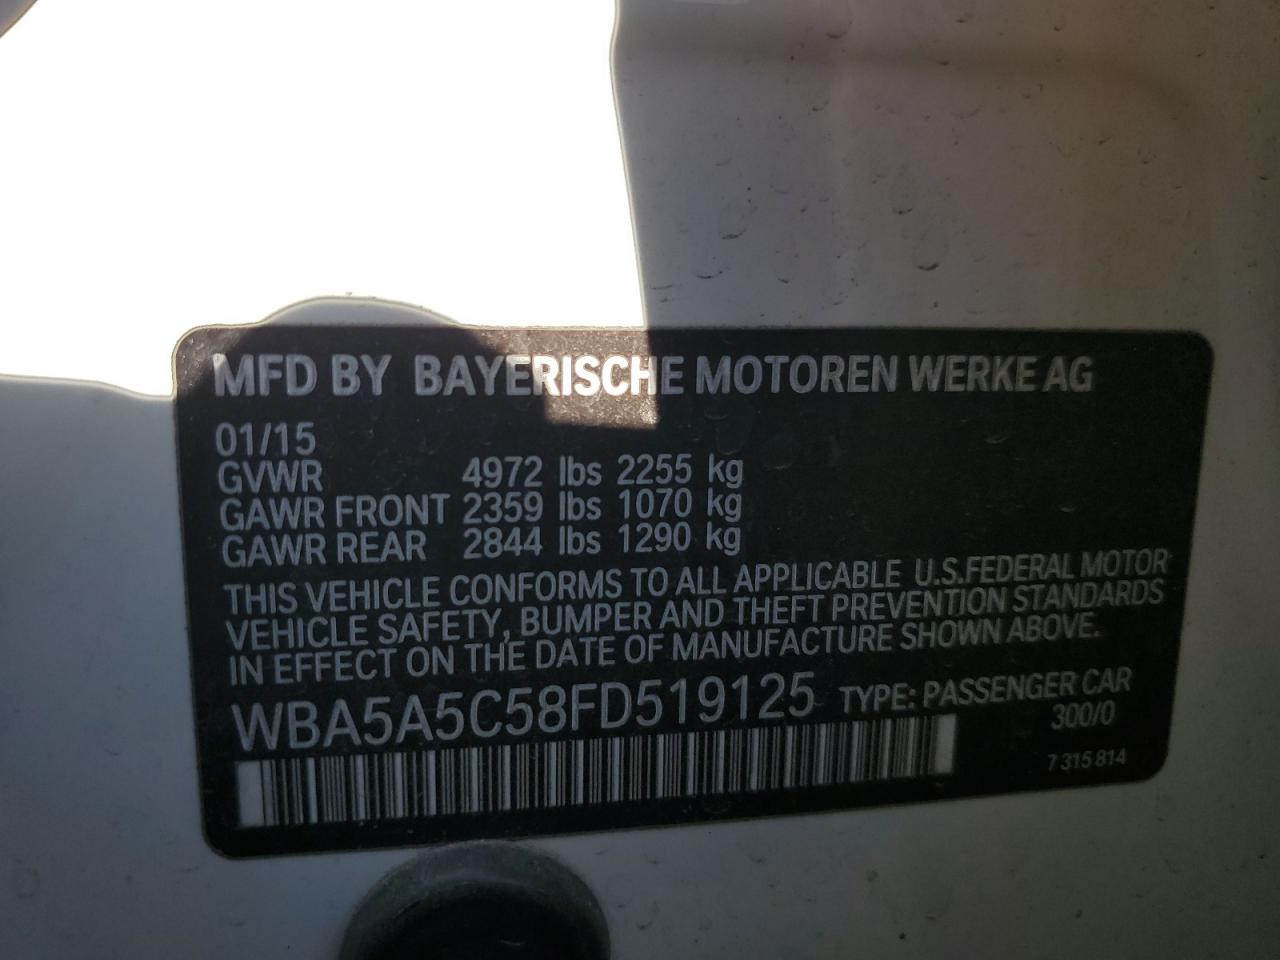 MFD BY BAYERISCHE MOTOREN WERKE AG
01/15
GVWR 4972 lbs 2255 kg
GAWR FRONT 2359 lbs 1070 kg
GAWR REAR 2844 lbs 1290 kg
THIS VEHICLE CONFORMS TO ALL APPLICABLE U.S.FEDERAL MOTOR
VEHICLE SAFETY, BUMPER AND THEFT PREVENTION STANDARDS
IN EFFECT ON THE DATE OF MANUFACTURE SHOWN ABOVE.
WBA5A5C58FD519125 TYPE: PASSENGER CAR
300/0
7 315 814